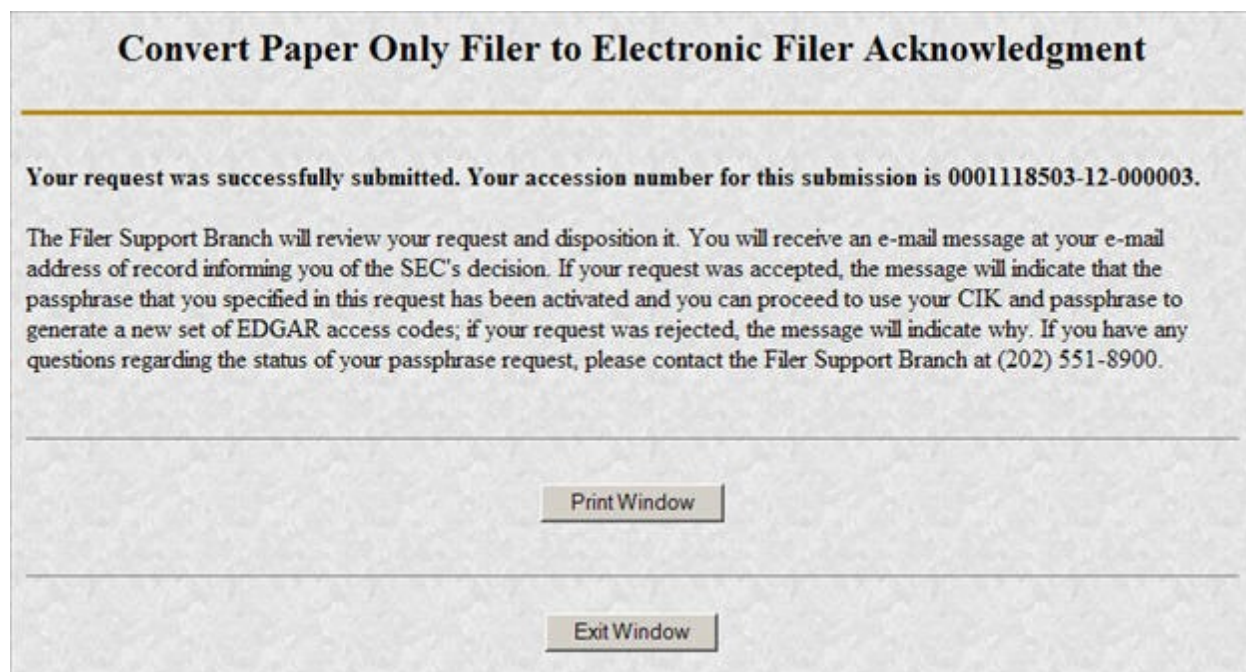 Convert Paper Only Filer to Electronic Filer Acknowledgment
Your request was successfully submitted. Your accession number for this submission is 0001118503-12-000003.
The Filer Support Branch will review your request and disposition it. You will receive an e-mail message at your e-mail
address of record informing you of the SEC's decision. If your request was accepted, the message will indicate that the
passphrase that you specified in this request has been activated and you can proceed to use your CIK and passphrase to
generate a new set of EDGAR access codes; if your request was rejected, the message will indicate why. If you have any
questions regarding the status of your passphrase request, please contact the Filer Support Branch at (202) 551-8900.
Print Window
Exit Window